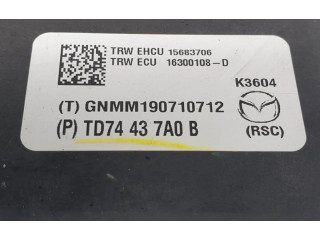 TRW EHCU 15683706
TRW ECU 16300108-D
K3604
(T) GNMM190710712
(P) TD74 43 7A0 B
(RSC)